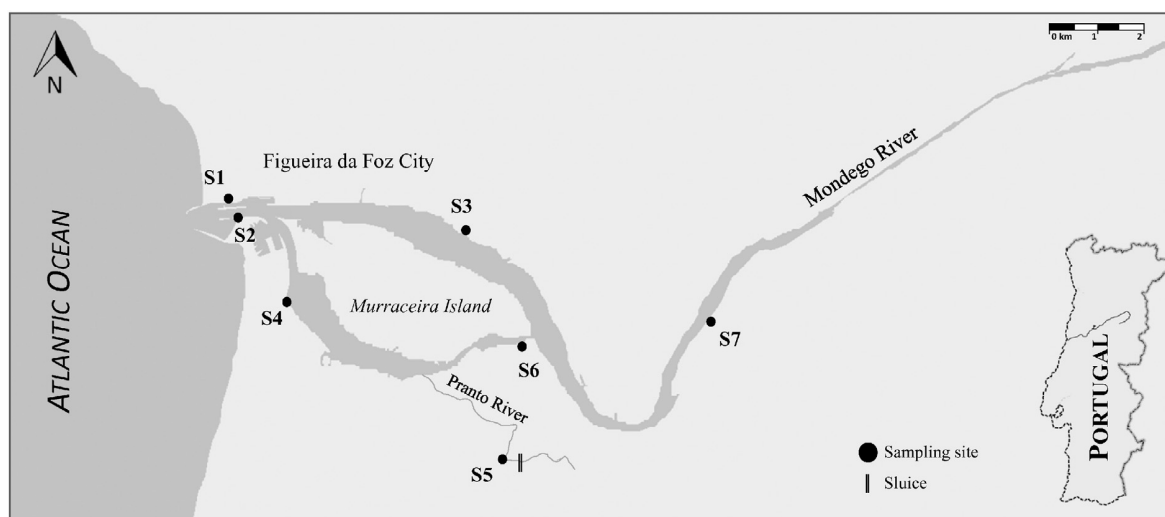 0 km 1 2
N
Figueira da Foz City
S1
S2
S3
Mondego River
ATLANTIC OCEAN
Murraceira Island
S4
S7
S6
Pranto River
S5
Sampling site
Sluice
PORTUGAL